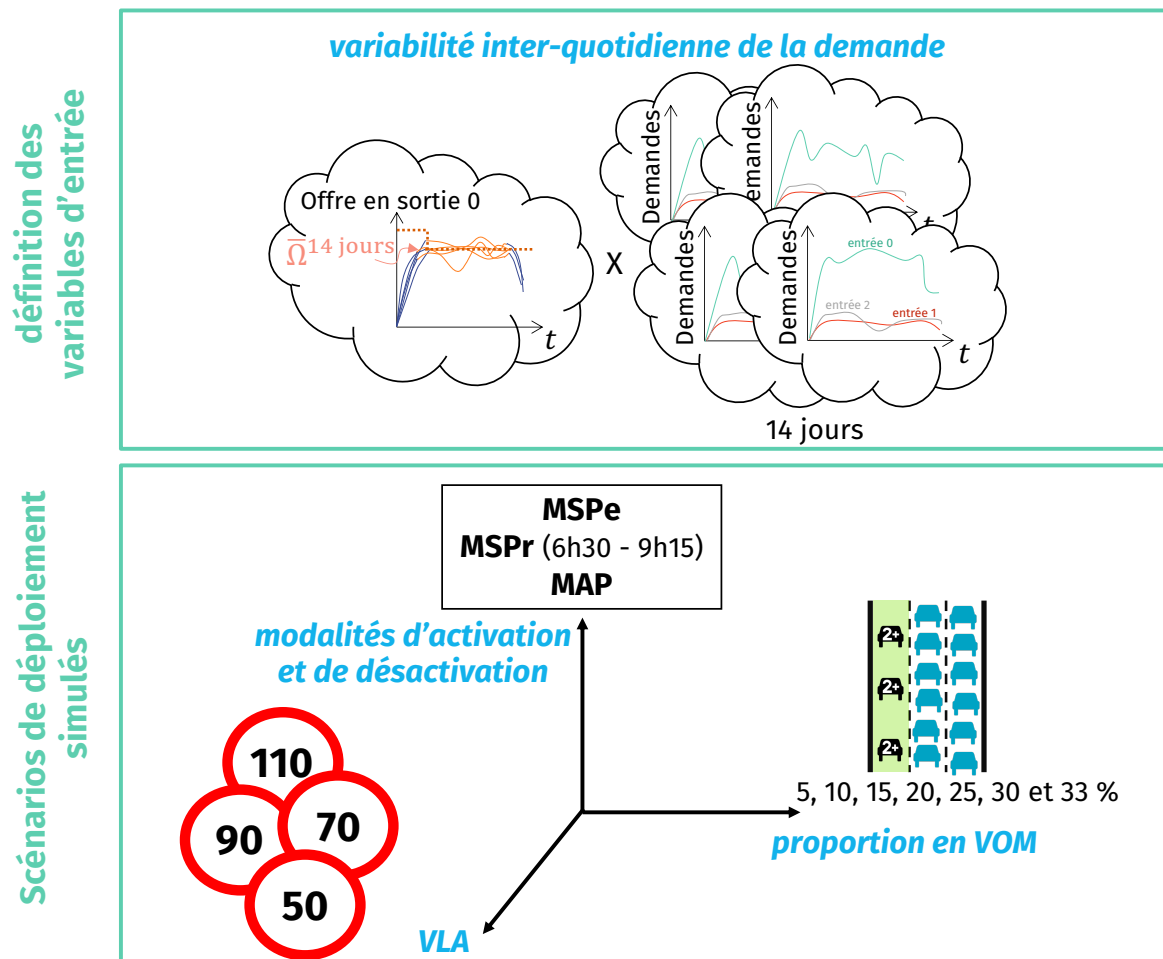 définition des
variables d'entrée
variabilité inter-quotidienne de la demande
Offre en sortie 0
Ω̅ 14 jours
t
X
Demandes
Demandes
t
Demandes
Demandes
entrée 0
entrée 2
entrée 1
t
14 jours
Scénarios de déploiement
simulés
MSPe
MSPr (6h30 - 9h15)
MAP
modalités d'activation
et de désactivation
110
90
70
50
VLA
2+
2+
2+
5, 10, 15, 20, 25, 30 et 33 %
proportion en VOM